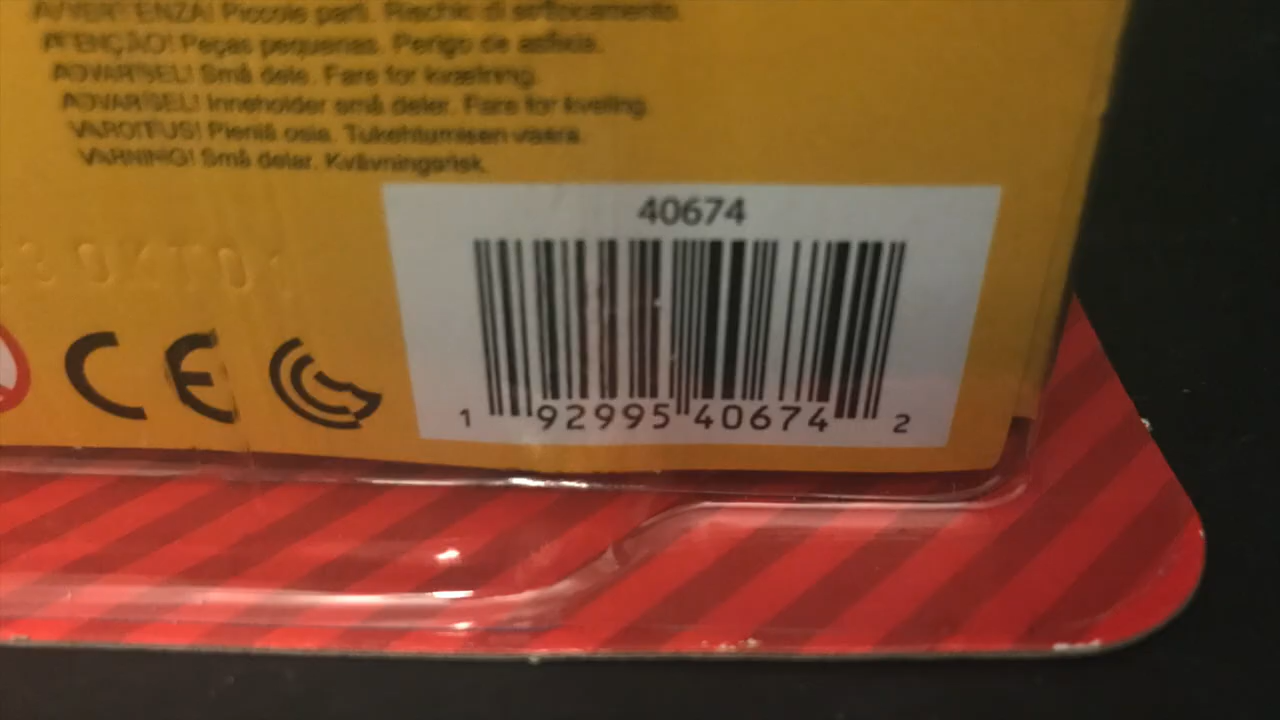 AVVERTENZA! Piccole parti. Rischio di soffocamento.
ATENÇÃO! Peças pequenas. Perigo de asfixia.
ADVARSEL! Små dele. Fare for kvælning.
ADVARSEL! Inneholder små deler. Fare for kveling.
VAROITUS! Pieniä osia. Tukehtumisen vaara.
VARNING! Små delar. Kvävningsrisk.
40674
CE
1 92995 40674 2